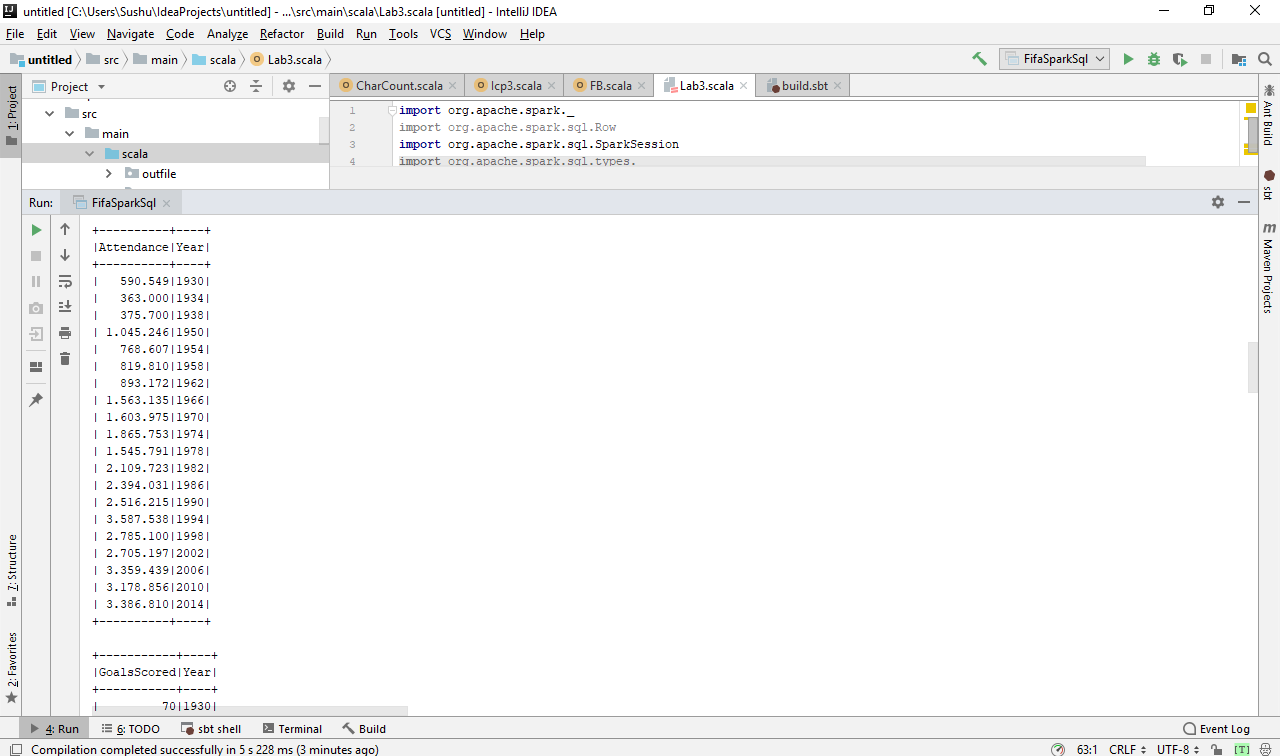 untitled [C:\Users\Sushu\IdeaProjects\untitled] - ...\src\main\scala\Lab3.scala [untitled] - IntelliJ IDEA
File Edit View Navigate Code Analyze Refactor Build Run Tools VCS Window Help
untitled src main scala Lab3.scala FifaSparkSql
Project CharCount.scala Icp3.scala FB.scala Lab3.scala build.sbt
1: Project
src
main
scala
outfile
1 import org.apache.spark._
2 import org.apache.spark.sql.Row
3 import org.apache.spark.sql.SparkSession
4 import org.apache.spark.sql.types.
Ant Build
sbt
m Maven Projects
Run: FifaSparkSql
+----------+----+
|Attendance|Year|
+----------+----+
|   590.549|1930|
|   363.000|1934|
|   375.700|1938|
| 1.045.246|1950|
|   768.607|1954|
|   819.810|1958|
|   893.172|1962|
| 1.563.135|1966|
| 1.603.975|1970|
| 1.865.753|1974|
| 1.545.791|1978|
| 2.109.723|1982|
| 2.394.031|1986|
| 2.516.215|1990|
| 3.587.538|1994|
| 2.785.100|1998|
| 2.705.197|2002|
| 3.359.439|2006|
| 3.178.856|2010|
| 3.386.810|2014|
+----------+----+
+-----------+----+
|GoalsScored|Year|
+-----------+----+
|         70|1930|
7: Structure
2: Favorites
4: Run 6: TODO sbt shell Terminal Build Event Log
Compilation completed successfully in 5 s 228 ms (3 minutes ago) 63:1 CRLF UTF-8 [T]